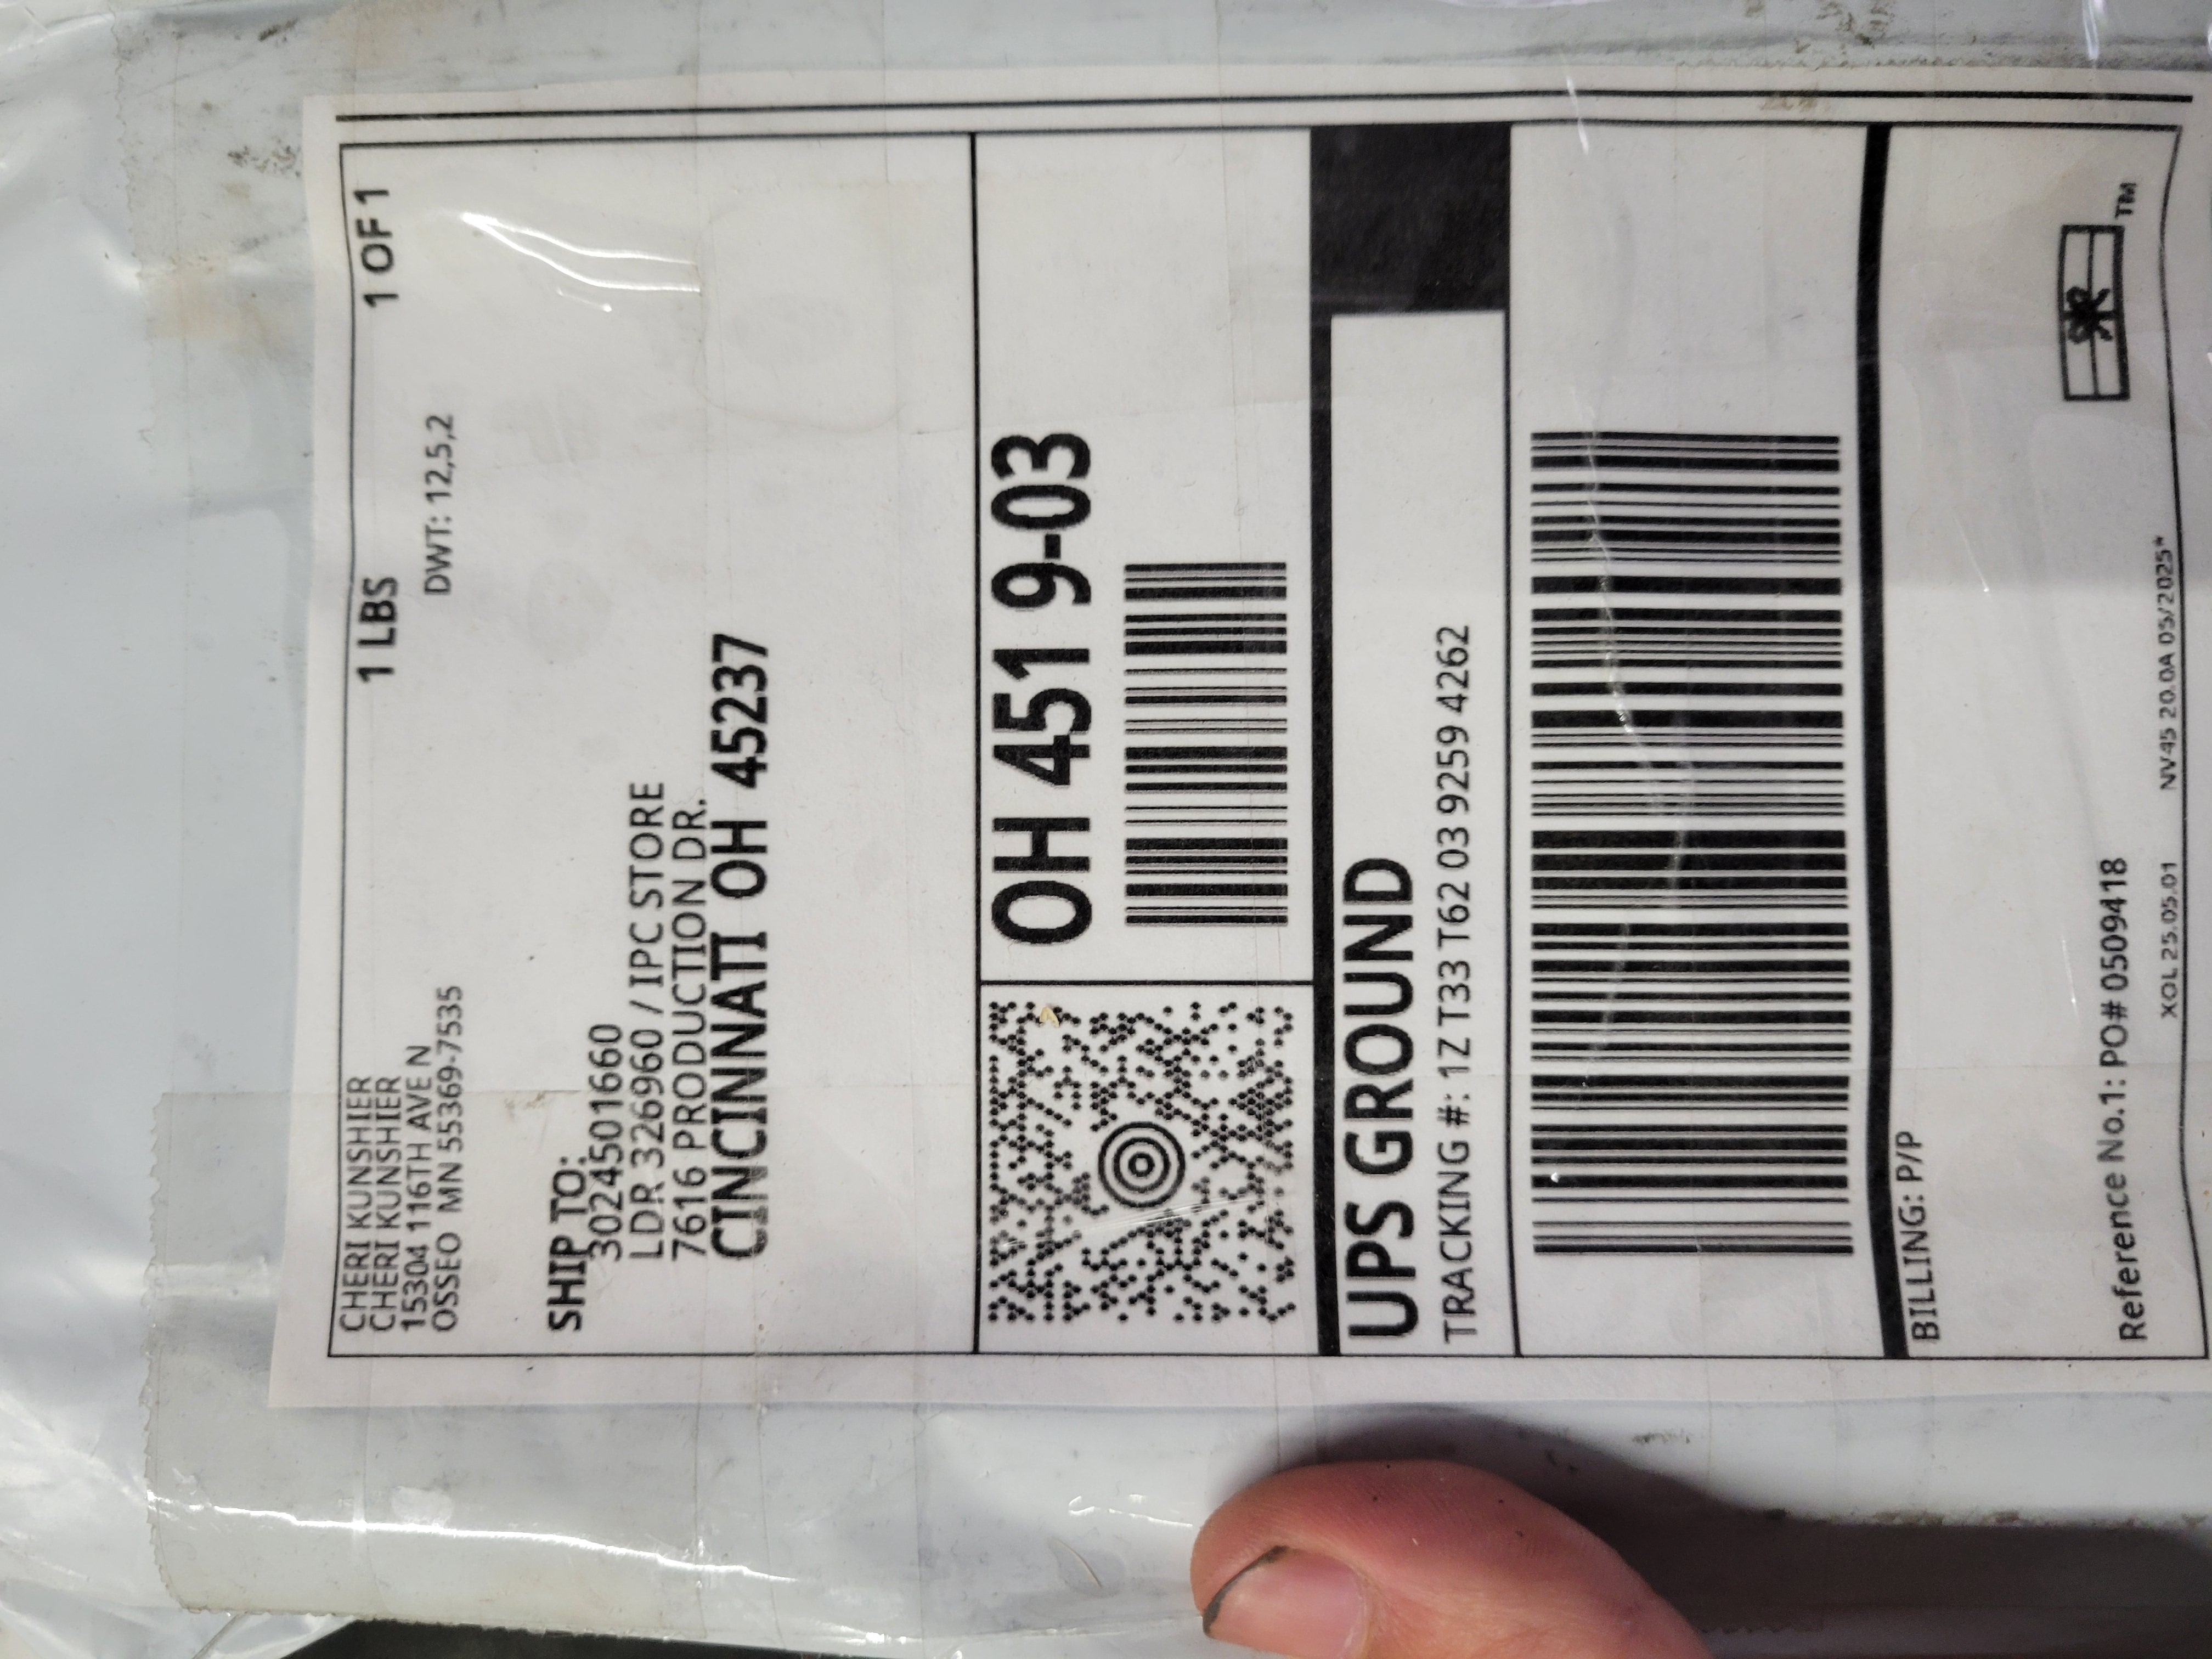 CHERI KUNSHIER
CHERI KUNSHIER
15304 116TH AVE N
OSSEO MN 55369-7535
1 LBS
1 OF 1
DWT: 12,5,2
SHIP TO:
3024501660
LDR 326960 / IPC STORE
7616 PRODUCTION DR.
CINCINNATI OH 45237
OH 451 9-03
UPS GROUND
TRACKING #: 1Z T33 T62 03 9259 4262
BILLING: P/P
Reference No.1: PO# 0509418
XOL 25.05.01 NV45 20.0A 05/2025*
TM